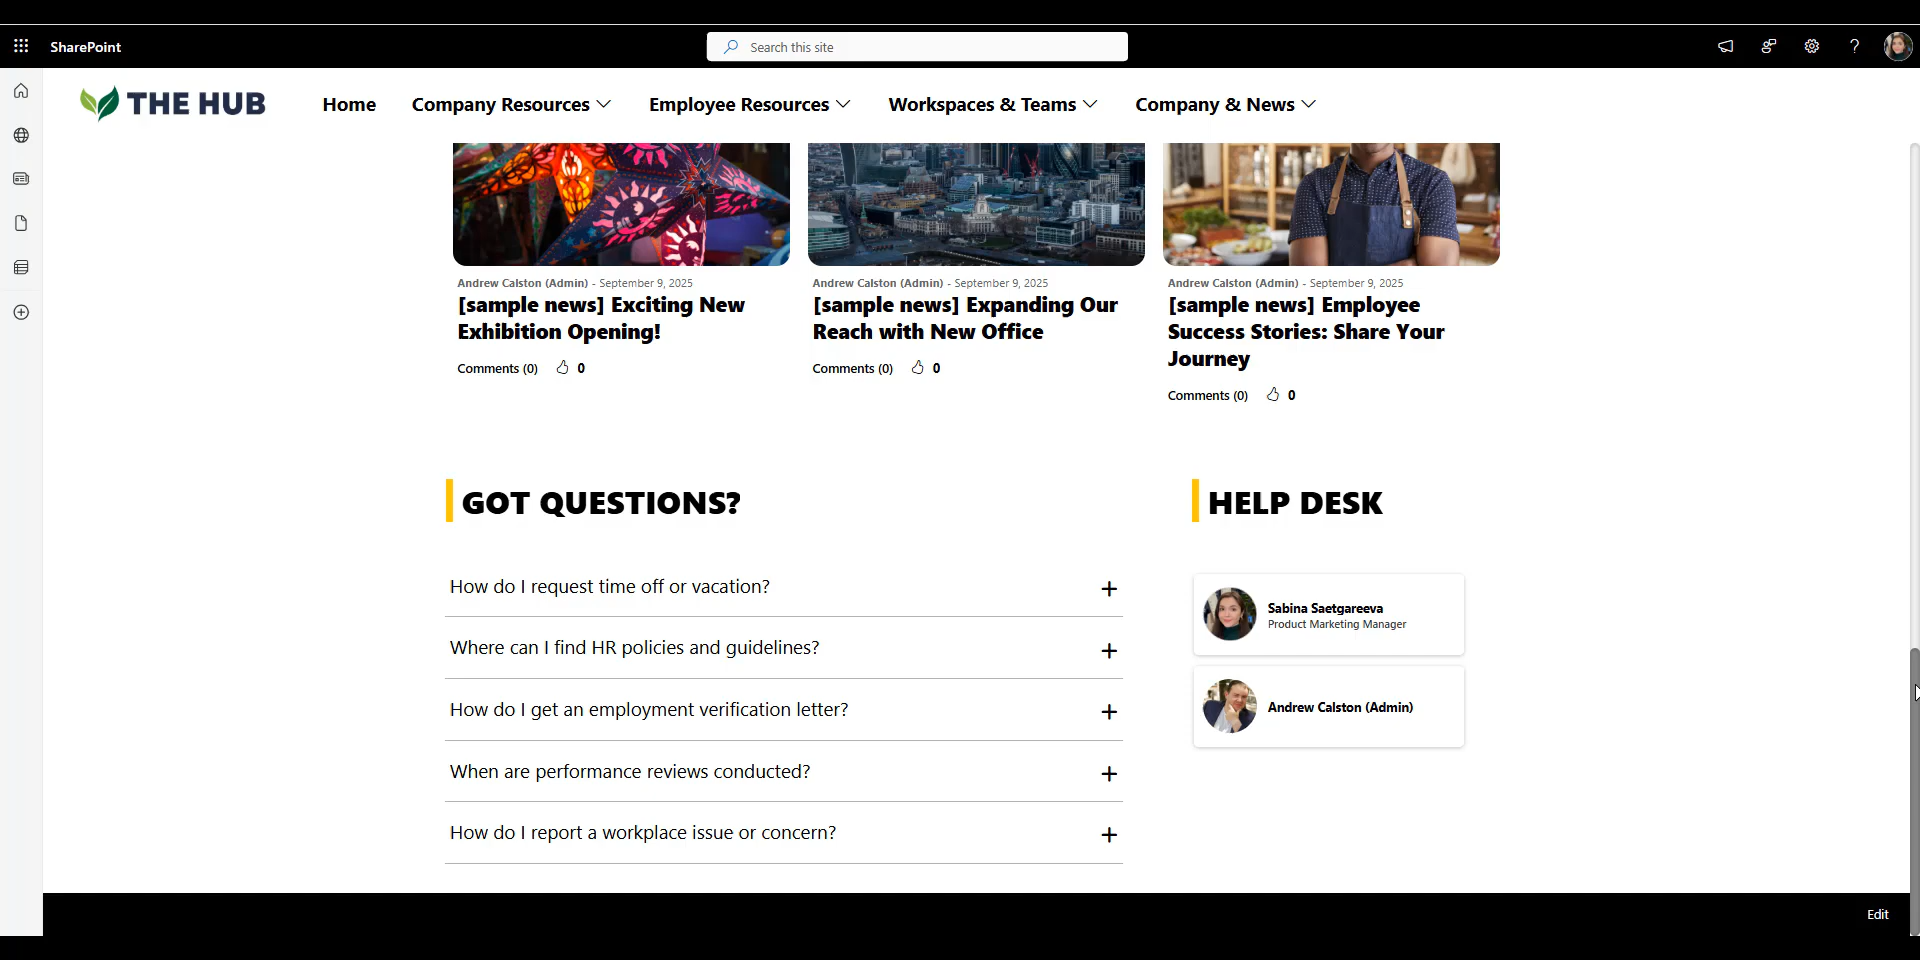 SharePoint
Search this site
?
THE HUB
Home
Company Resources
Employee Resources
Workspaces & Teams
Company & News
Andrew Calston (Admin) - September 9, 2025
[sample news] Exciting New
Exhibition Opening!
Comments (0) 0
Andrew Calston (Admin) - September 9, 2025
[sample news] Expanding Our
Reach with New Office
Comments (0) 0
Andrew Calston (Admin) - September 9, 2025
[sample news] Employee
Success Stories: Share Your
Journey
Comments (0) 0
GOT QUESTIONS?
How do I request time off or vacation?
Where can I find HR policies and guidelines?
How do I get an employment verification letter?
When are performance reviews conducted?
How do I report a workplace issue or concern?
HELP DESK
Sabina Saetgareeva
Product Marketing Manager
Andrew Calston (Admin)
Edit